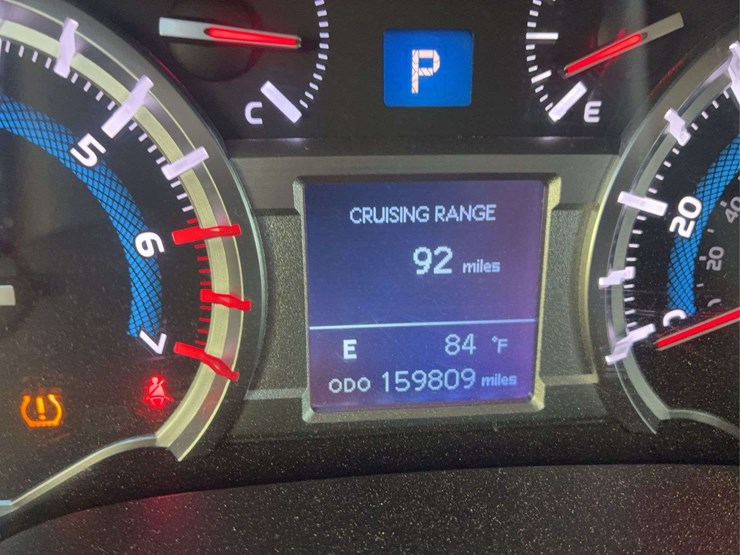 C
P
E
5
6
7
CRUISING RANGE
92 miles
E 84 °F
ODO 159809 miles
20
40
20